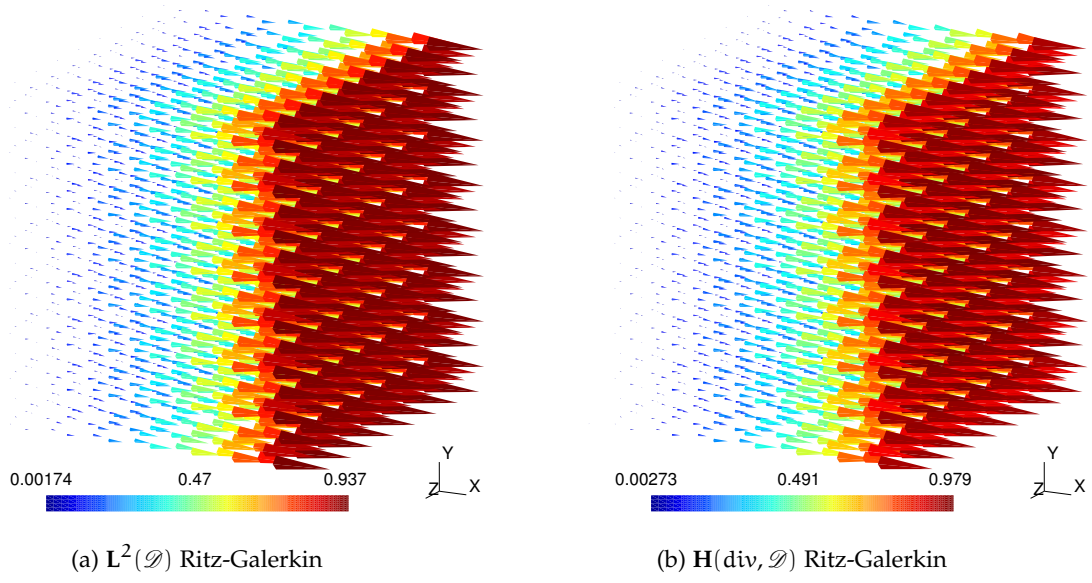 0.00174 0.47 0.937 Y Z X
0.00273 0.491 0.979 Y Z X
(a) L²(𝒟) Ritz-Galerkin
(b) H(div, 𝒟) Ritz-Galerkin